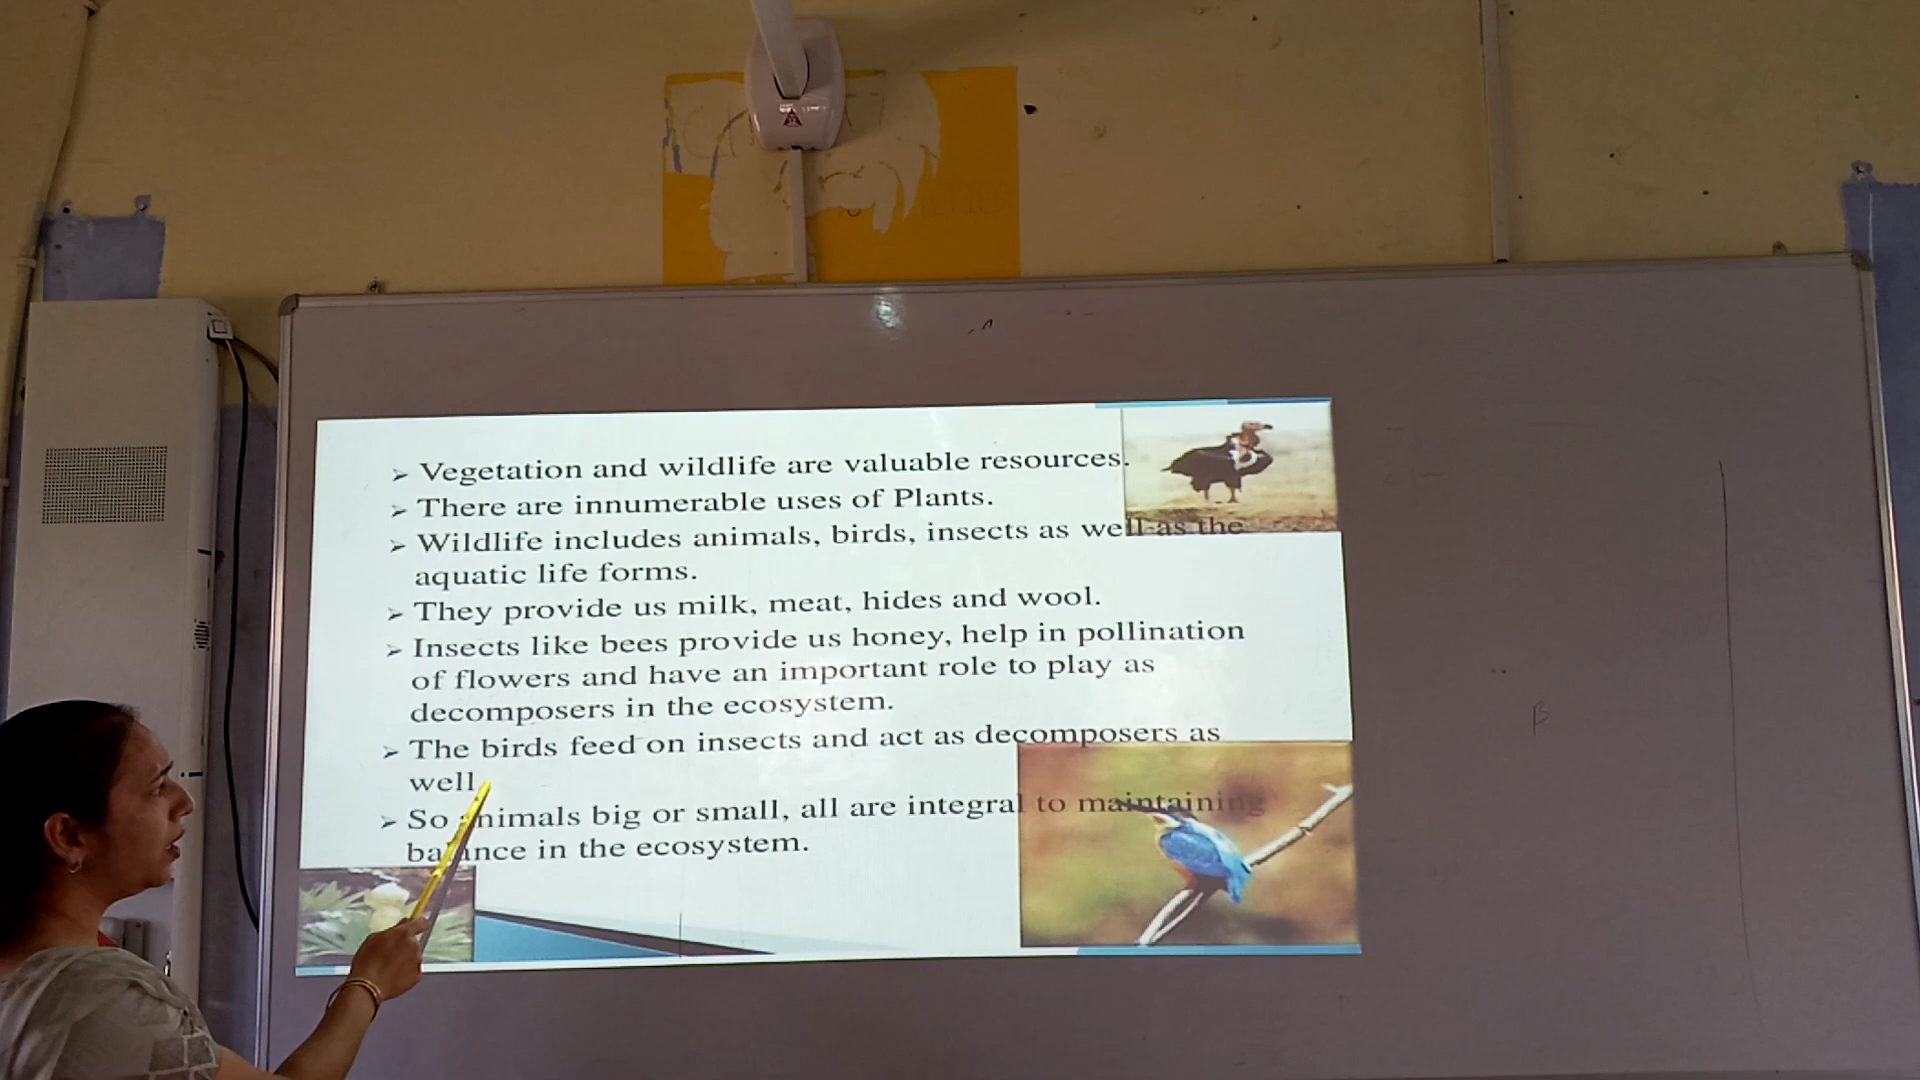 ➢ Vegetation and wildlife are valuable resources.
➢ There are innumerable uses of Plants.
➢ Wildlife includes animals, birds, insects as well as the
aquatic life forms.
➢ They provide us milk, meat, hides and wool.
➢ Insects like bees provide us honey, help in pollination
of flowers and have an important role to play as
decomposers in the ecosystem.
➢ The birds feed on insects and act as decomposers as
well.
➢ So animals big or small, all are integral to maintaining
balance in the ecosystem.